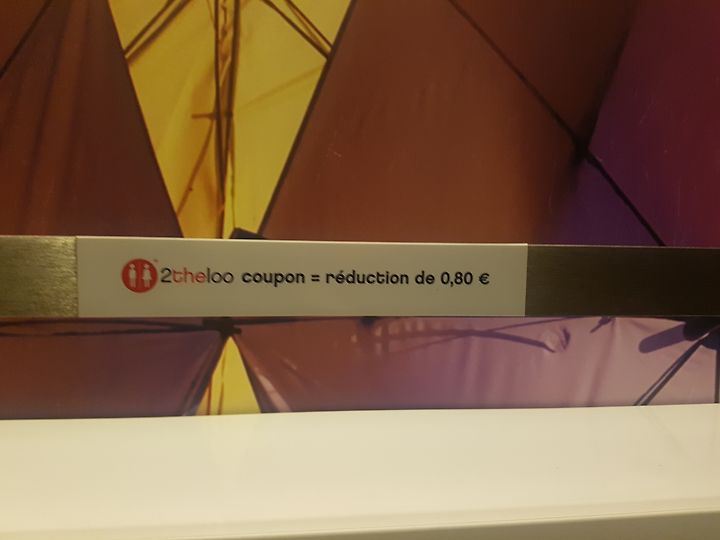 2theloo coupon = réduction de 0,80 €